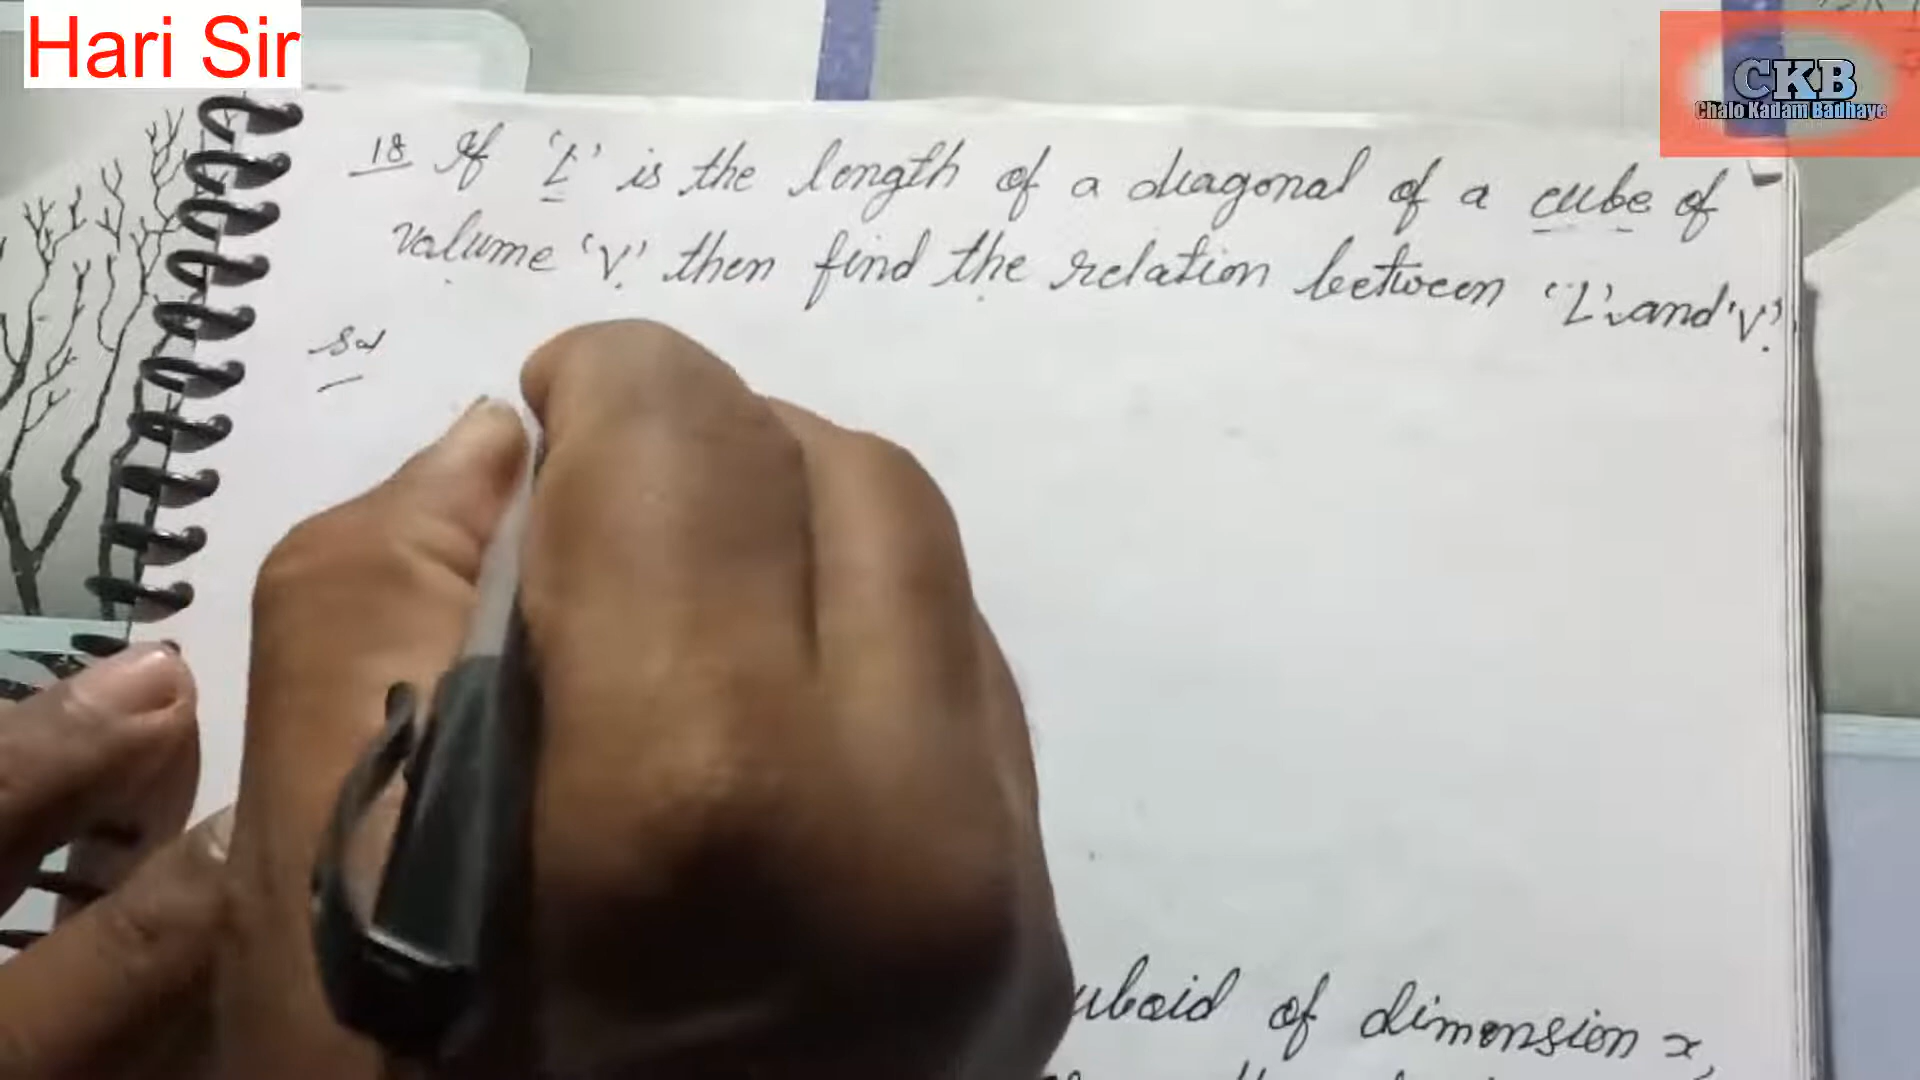 Hari Sir
CKB
Chalo Kadam Badhaye
18 If 'L' is the length of a diagonal of a cube of
volume 'V' then find the relation between 'L' and 'V'.
Sol
uboid of dimension x,